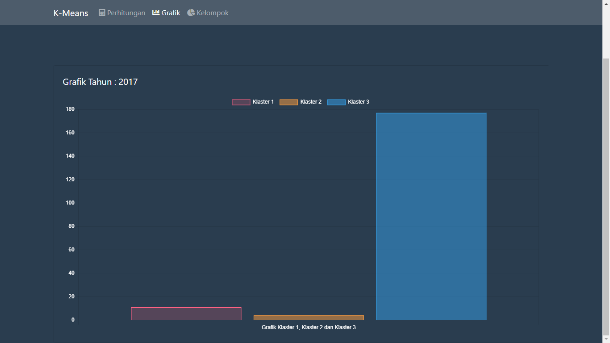 K-Means Perhitungan Grafik Kelompok
Grafik Tahun : 2017
Klaster 1 Klaster 2 Klaster 3
180
160
140
120
100
80
60
40
20
0
Grafik Klaster 1, Klaster 2 dan Klaster 3